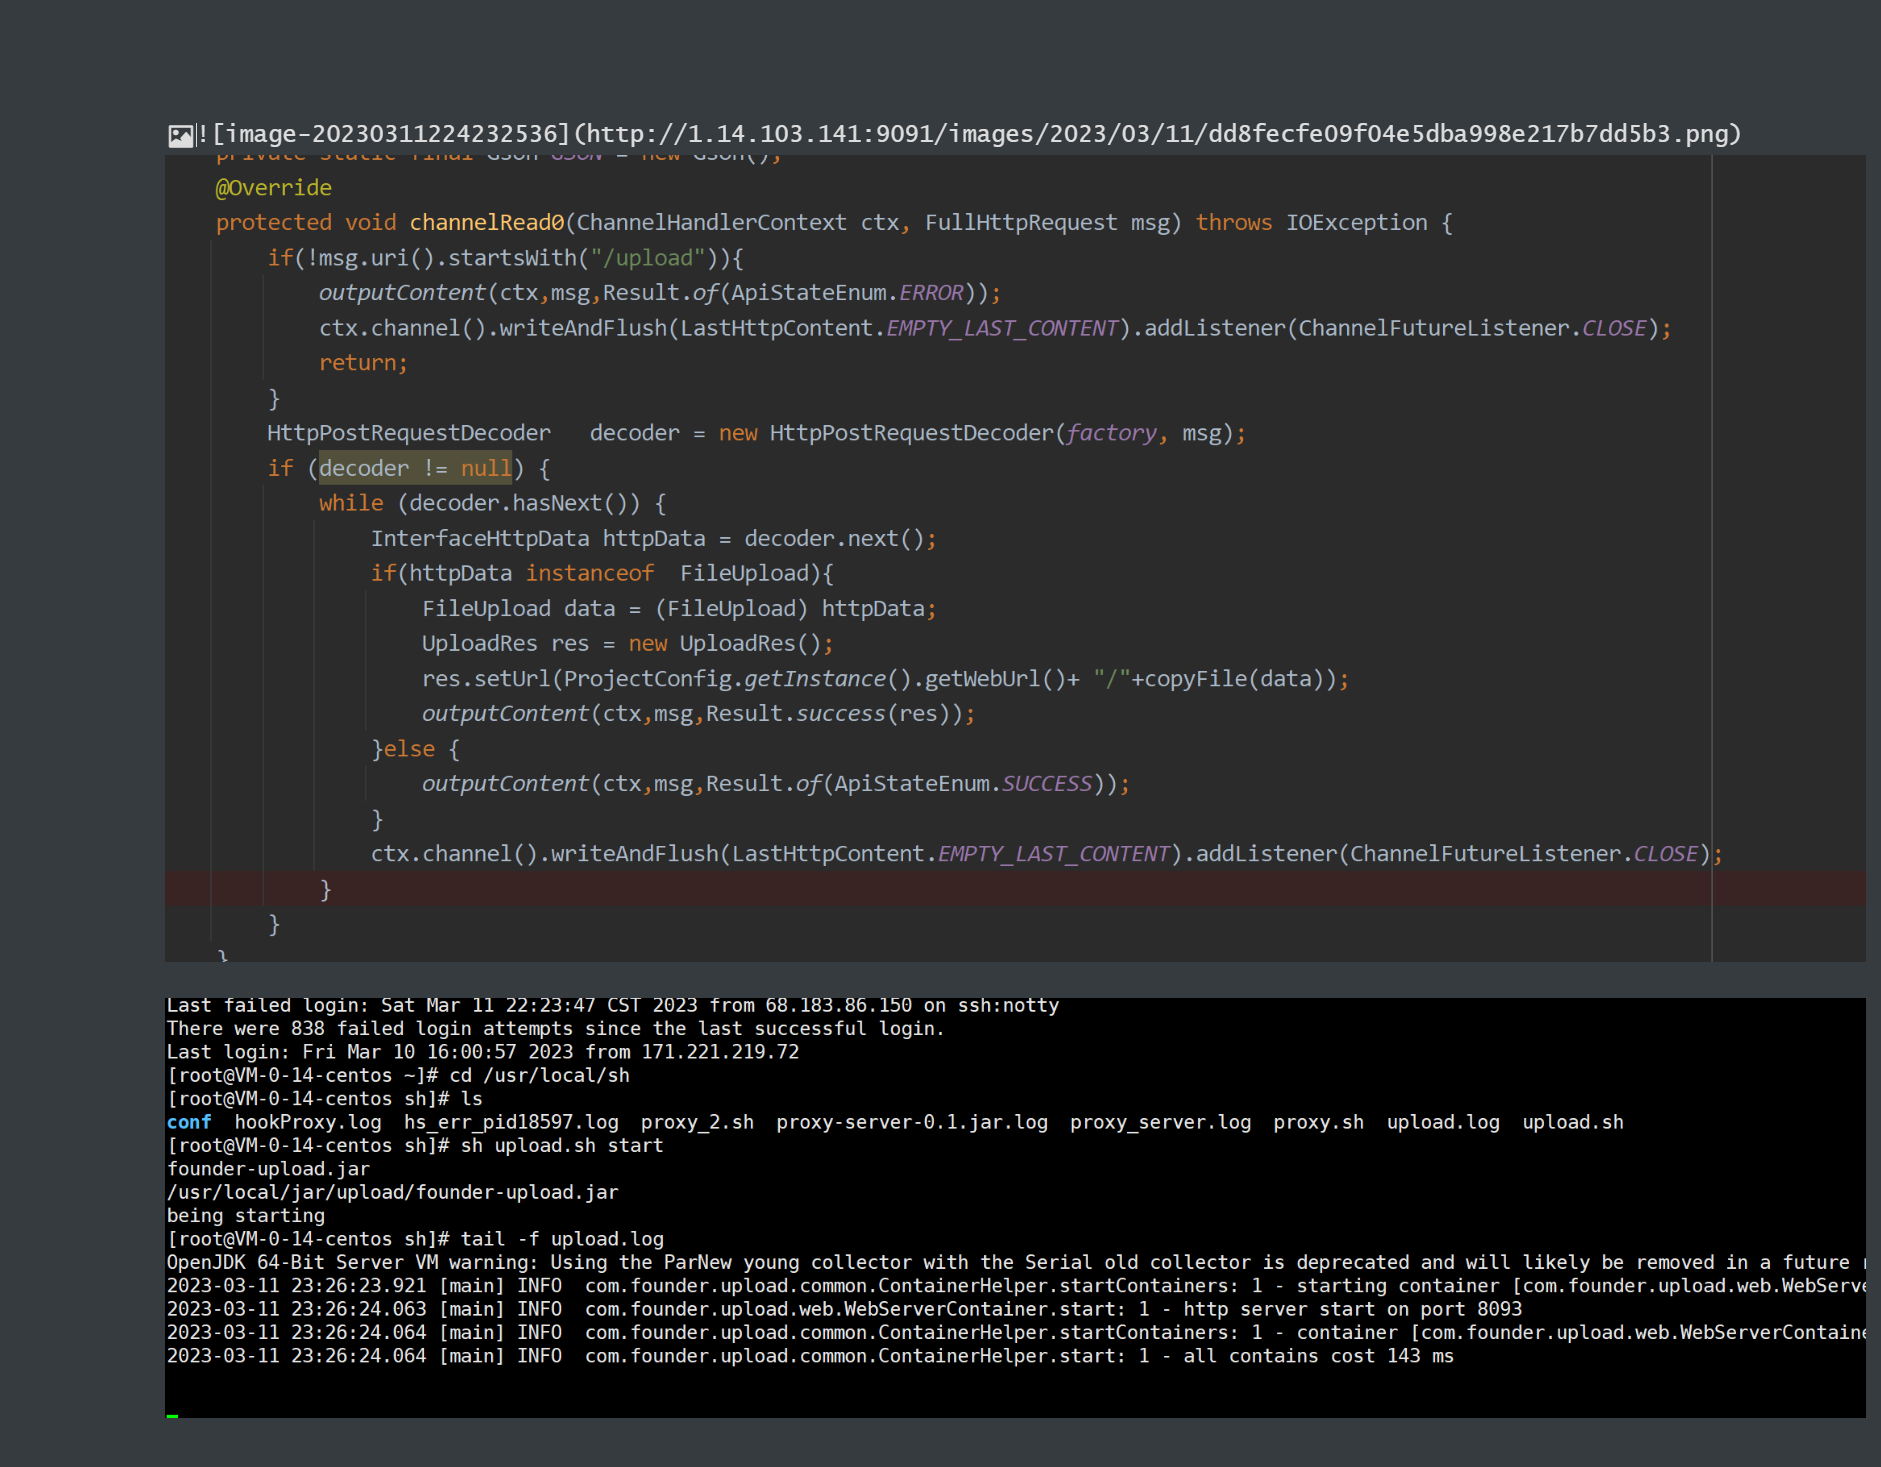 ![image-20230311224232536](http://1.14.103.141:9091/images/2023/03/11/dd8fecfe09f04e5dba998e217b7dd5b3.png)
private static final Gson GSON = new Gson();
@Override
protected void channelRead0(ChannelHandlerContext ctx, FullHttpRequest msg) throws IOException {
if(!msg.uri().startsWith("/upload")){
outputContent(ctx,msg,Result.of(ApiStateEnum.ERROR));
ctx.channel().writeAndFlush(LastHttpContent.EMPTY_LAST_CONTENT).addListener(ChannelFutureListener.CLOSE);
return;
}
HttpPostRequestDecoder   decoder = new HttpPostRequestDecoder(factory, msg);
if (decoder != null) {
while (decoder.hasNext()) {
InterfaceHttpData httpData = decoder.next();
if(httpData instanceof  FileUpload){
FileUpload data = (FileUpload) httpData;
UploadRes res = new UploadRes();
res.setUrl(ProjectConfig.getInstance().getWebUrl()+ "/"+copyFile(data));
outputContent(ctx,msg,Result.success(res));
}else {
outputContent(ctx,msg,Result.of(ApiStateEnum.SUCCESS));
}
ctx.channel().writeAndFlush(LastHttpContent.EMPTY_LAST_CONTENT).addListener(ChannelFutureListener.CLOSE);
}
}
}
Last failed login: Sat Mar 11 22:23:47 CST 2023 from 68.183.86.150 on ssh:notty
There were 838 failed login attempts since the last successful login.
Last login: Fri Mar 10 16:00:57 2023 from 171.221.219.72
[root@VM-0-14-centos ~]# cd /usr/local/sh
[root@VM-0-14-centos sh]# ls
conf  hookProxy.log  hs_err_pid18597.log  proxy_2.sh  proxy-server-0.1.jar.log  proxy_server.log  proxy.sh  upload.log  upload.sh
[root@VM-0-14-centos sh]# sh upload.sh start
founder-upload.jar
/usr/local/jar/upload/founder-upload.jar
being starting
[root@VM-0-14-centos sh]# tail -f upload.log
OpenJDK 64-Bit Server VM warning: Using the ParNew young collector with the Serial old collector is deprecated and will likely be removed in a future
2023-03-11 23:26:23.921 [main] INFO  com.founder.upload.common.ContainerHelper.startContainers: 1 - starting container [com.founder.upload.web.WebServe
2023-03-11 23:26:24.063 [main] INFO  com.founder.upload.web.WebServerContainer.start: 1 - http server start on port 8093
2023-03-11 23:26:24.064 [main] INFO  com.founder.upload.common.ContainerHelper.startContainers: 1 - container [com.founder.upload.web.WebServerContaine
2023-03-11 23:26:24.064 [main] INFO  com.founder.upload.common.ContainerHelper.start: 1 - all contains cost 143 ms